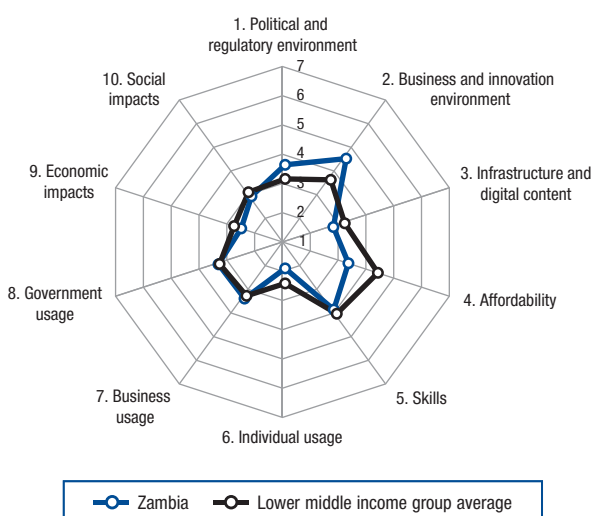 1. Political and
regulatory environment
2. Business and innovation
environment
3. Infrastructure and
digital content
4. Affordability
5. Skills
6. Individual usage
7. Business
usage
8. Government
usage
9. Economic
impacts
10. Social
impacts
7
6
5
4
3
2
1
Zambia
Lower middle income group average